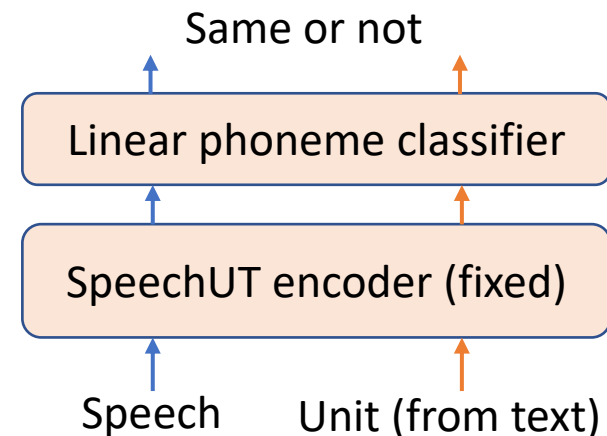 Same or not
Linear phoneme classifier
SpeechUT encoder (fixed)
Speech
Unit (from text)